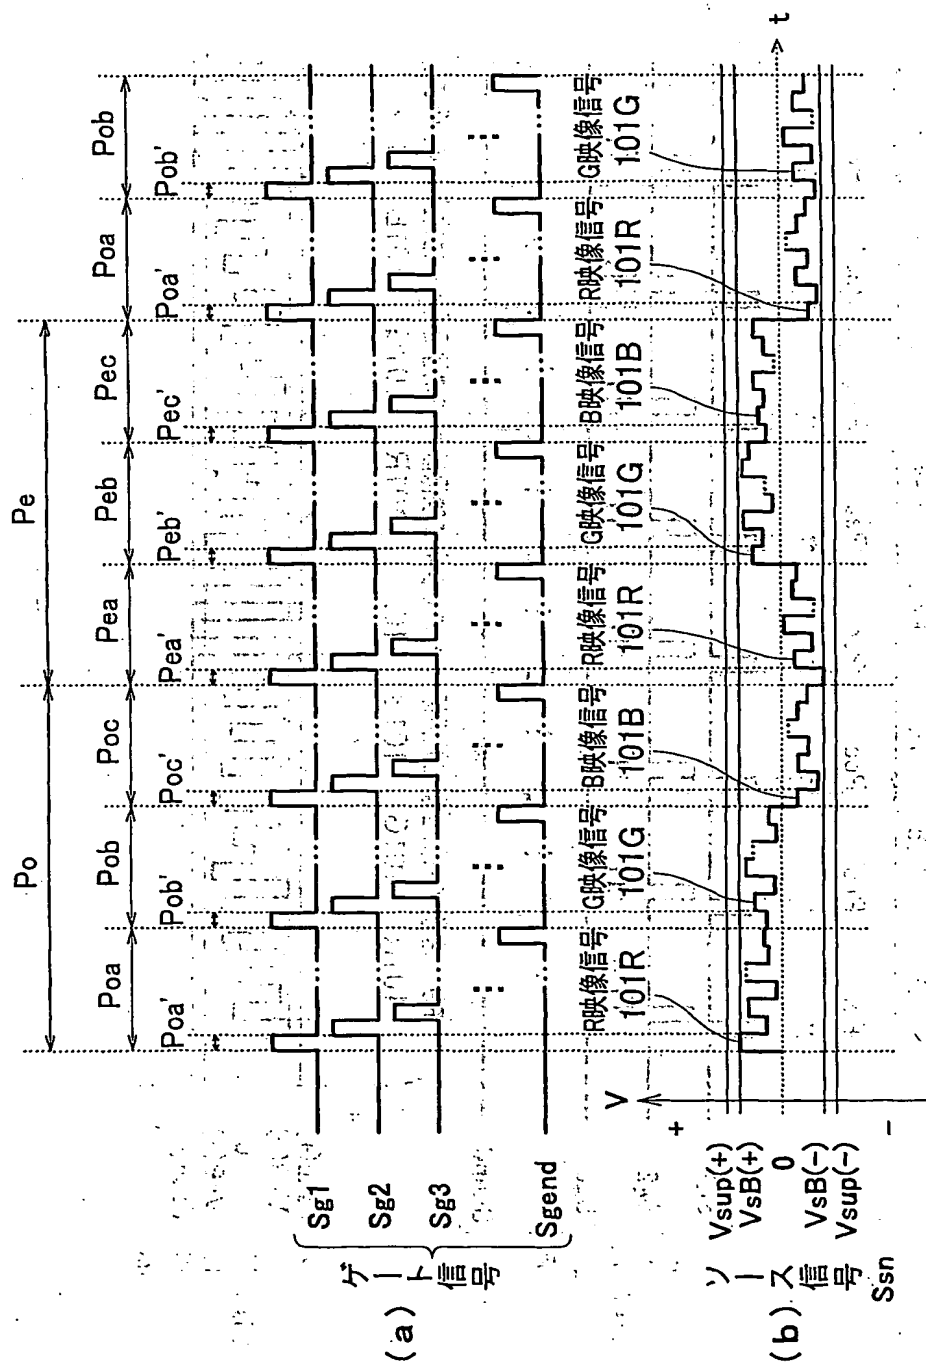 Po
Pe
Poa
Pob
Poc
Pea
Peb
Pec
Poa
Pob
Poa'
Pob'
Poc'
Pea'
Peb'
Pec'
Poa'
Pob'
(a)
ゲート信号
Sg1
Sg2
Sg3
Sgend
R映像信号
101R
G映像信号
101G
B映像信号
101B
R映像信号
101R
G映像信号
101G
B映像信号
101B
R映像信号
101R
G映像信号
101G
(b)
ソース信号
Ssn
V
+
Vsup(+)
VsB(+)
0
VsB(-)
Vsup(-)
-
t